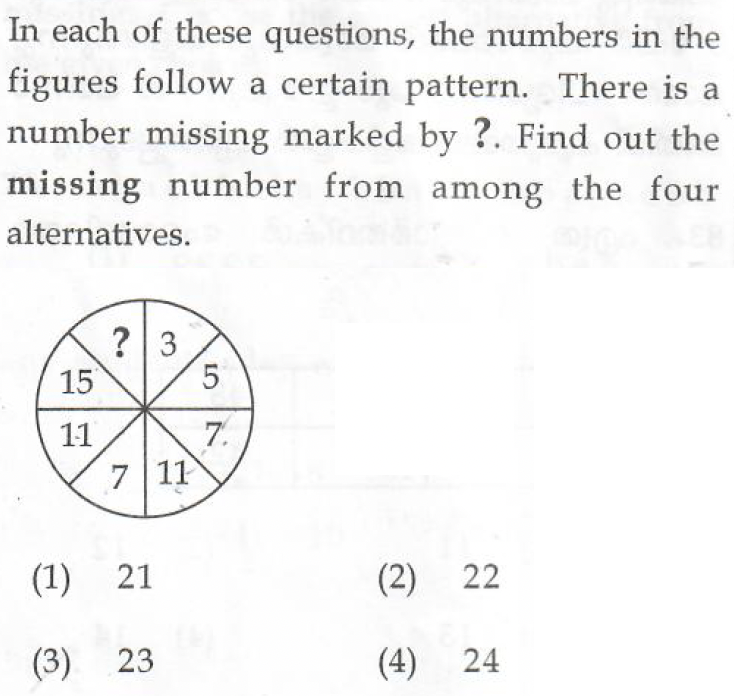 In each of these questions, the numbers in the
figures follow a certain pattern. There is a
number missing marked by ?. Find out the
missing number from among the four
alternatives.
? 3
15 5
11 7
7 11
(1) 21 (2) 22
(3) 23 (4) 24